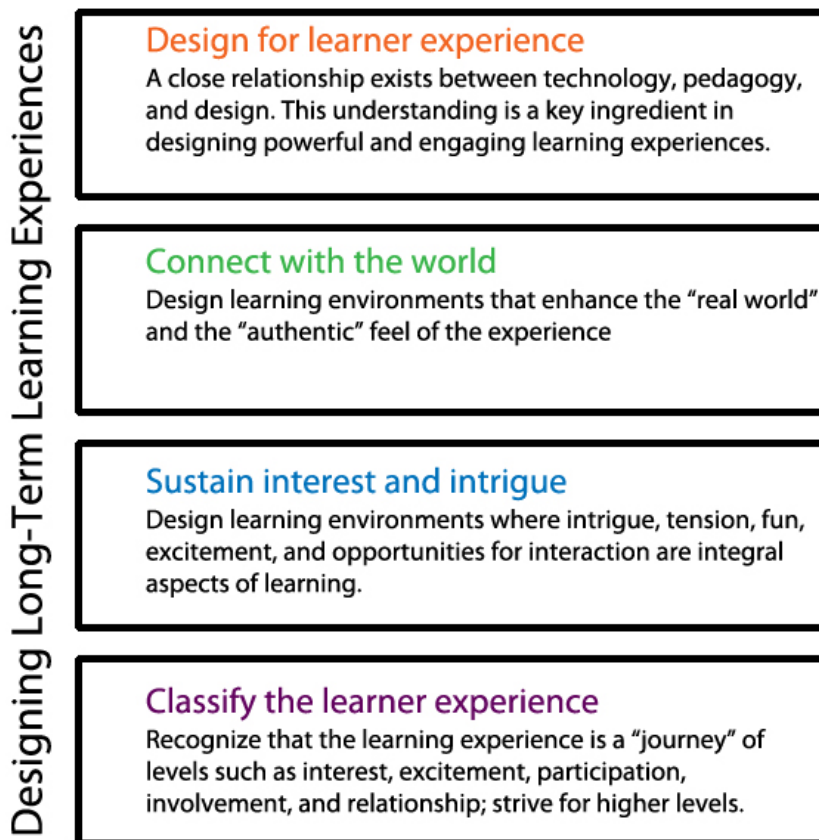 Designing Long-Term Learning Experiences
Design for learner experience
A close relationship exists between technology, pedagogy,
and design. This understanding is a key ingredient in
designing powerful and engaging learning experiences.
Connect with the world
Design learning environments that enhance the “real world”
and the “authentic” feel of the experience
Sustain interest and intrigue
Design learning environments where intrigue, tension, fun,
excitement, and opportunities for interaction are integral
aspects of learning.
Classify the learner experience
Recognize that the learning experience is a “journey” of
levels such as interest, excitement, participation,
involvement, and relationship; strive for higher levels.